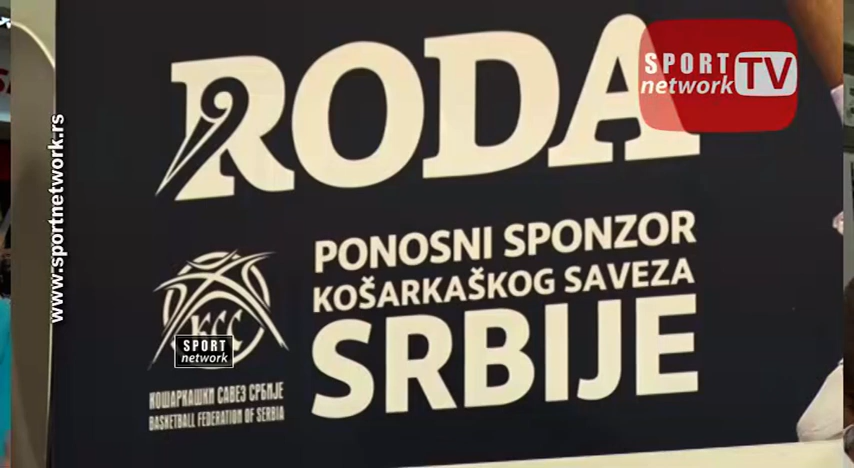 RODA
SPORT
network TV
www.sportnetwork.rs
PONOSNI SPONZOR
KOŠARKAŠKOG SAVEZA
SRBIJE
КСС
SPORT
network
КОШАРКАШКИ САВЕЗ СРБИЈЕ
BASKETBALL FEDERATION OF SERBIA